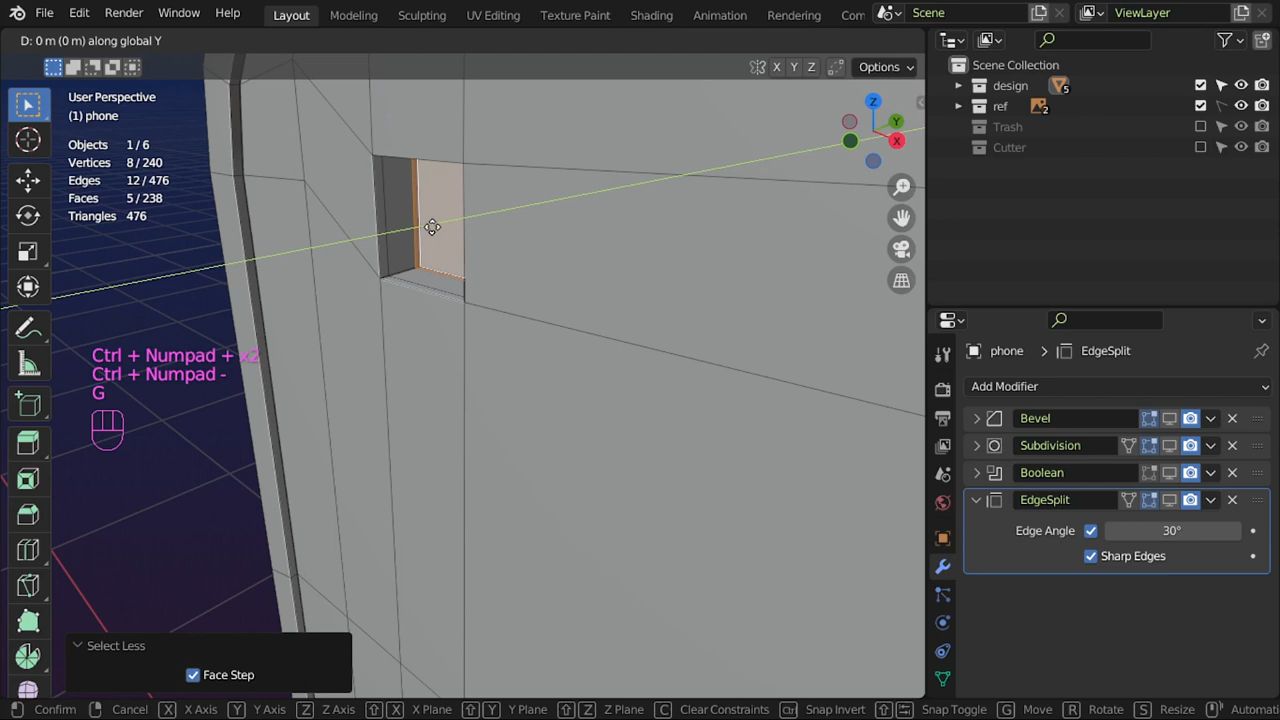 File Edit Render Window Help Layout Modeling Sculpting UV Editing Texture Paint Shading Animation Rendering Com Scene ViewLayer
D: 0 m (0 m) along global Y
X Y Z Options
User Perspective
(1) phone
Objects 1 / 6
Vertices 8 / 240
Edges 12 / 476
Faces 5 / 238
Triangles 476
Z
Y
X
Ctrl + Numpad + x2
Ctrl + Numpad -
G
Select Less
Face Step
Scene Collection
design 5
ref 2
Trash
Cutter
phone EdgeSplit
Add Modifier
Bevel
Subdivision
Boolean
EdgeSplit
Edge Angle 30°
Sharp Edges
Confirm Cancel X X Axis Y Y Axis Z Z Axis X X Plane Y Y Plane Z Z Plane C Clear Constraints Ctrl Snap Invert Snap Toggle G Move R Rotate S Resize Automat